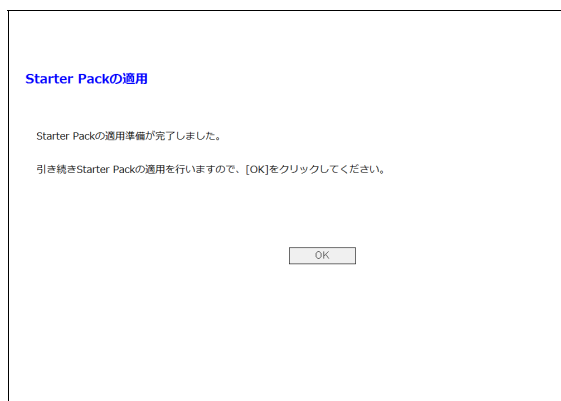 Starter Packの適用
Starter Packの適用準備が完了しました。
引き続きStarter Packの適用を行いますので、[OK]をクリックしてください。
OK